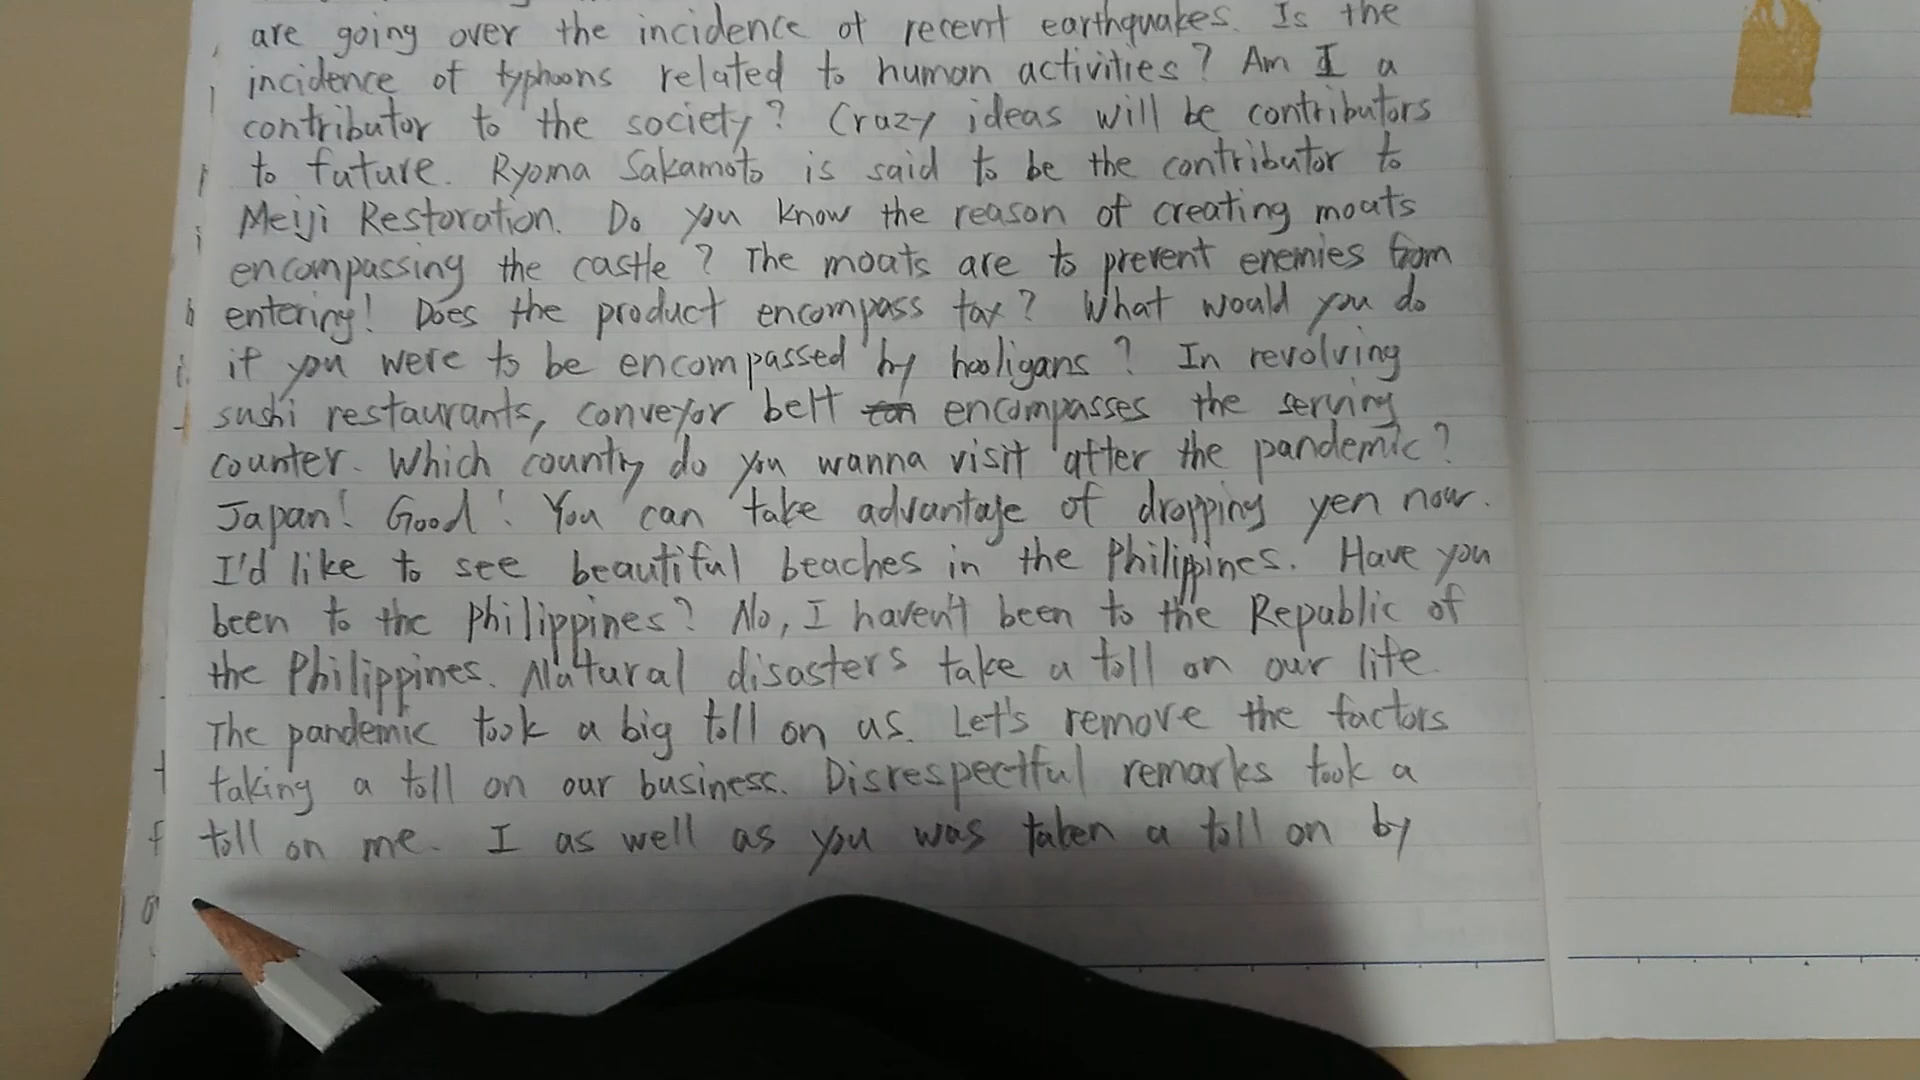 are going over the incidence of recent earthquakes. Is the
incidence of typhoons related to human activities? Am I a
contributor to the society? Crazy ideas will be contributors
to future. Ryoma Sakamoto is said to be the contributor to
Meiji Restoration. Do you know the reason of creating moats
encompassing the castle? The moats are to prevent enemies from
entering! Does the product encompass tax? What would you do
if you were to be encompassed by hooligans? In revolving
sushi restaurants, conveyor belt encompasses the serving
counter. Which county do you wanna visit after the pandemic?
Japan! Good! You can take advantage of dropping yen now.
I'd like to see beautiful beaches in the Philippines. Have you
been to the Philippines? No, I haven't been to the Republic of
the Philippines. Natural disasters take a toll on our life.
The pandemic took a big toll on us. Let's remove the factors
taking a toll on our business. Disrespectful remarks took a
toll on me. I as well as you was taken a toll on by